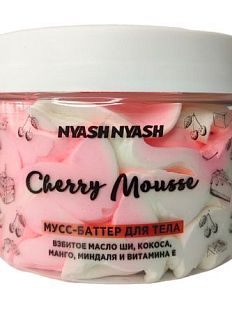 NYASHNYASH
Cherry Mousse
МУСС-БАТТЕР ДЛЯ ТЕЛА
ВЗБИТОЕ МАСЛО ШИ, КОКОСА,
МАНГО, МИНДАЛЯ И ВИТАМИНА Е